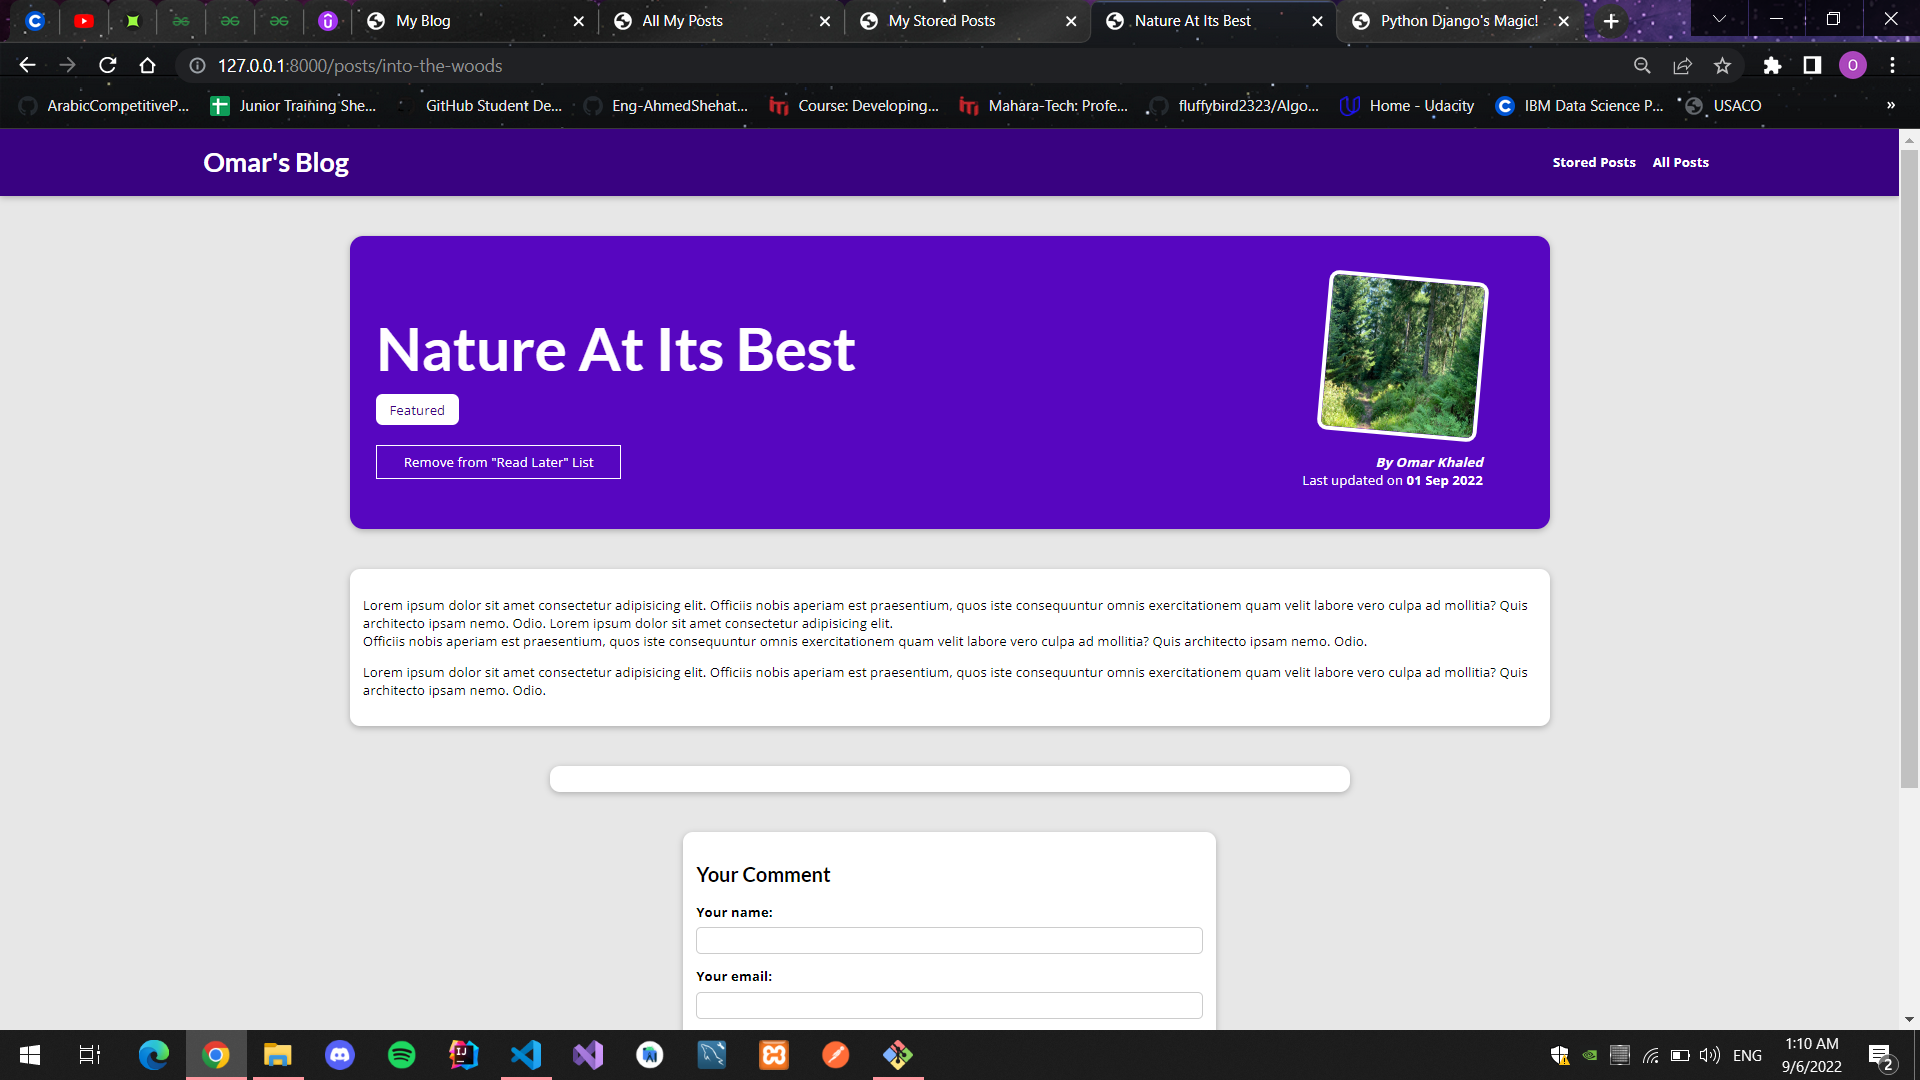 My Blog
All My Posts
My Stored Posts
Nature At Its Best
Python Django's Magic!
127.0.0.1:8000/posts/into-the-woods
O
ArabicCompetitiveP...
Junior Training She...
GitHub Student De...
Eng-AhmedShehat...
Course: Developing...
Mahara-Tech: Profe...
fluffybird2323/Algo...
Home - Udacity
IBM Data Science P...
USACO
»
Omar's Blog
Stored Posts
All Posts
Nature At Its Best
Featured
Remove from "Read Later" List
By Omar Khaled
Last updated on 01 Sep 2022
Lorem ipsum dolor sit amet consectetur adipisicing elit. Officiis nobis aperiam est praesentium, quos iste consequuntur omnis exercitationem quam velit labore vero culpa ad mollitia? Quis
architecto ipsam nemo. Odio. Lorem ipsum dolor sit amet consectetur adipisicing elit.
Officiis nobis aperiam est praesentium, quos iste consequuntur omnis exercitationem quam velit labore vero culpa ad mollitia? Quis architecto ipsam nemo. Odio.
Lorem ipsum dolor sit amet consectetur adipisicing elit. Officiis nobis aperiam est praesentium, quos iste consequuntur omnis exercitationem quam velit labore vero culpa ad mollitia? Quis
architecto ipsam nemo. Odio.
Your Comment
Your name:
Your email:
ENG
1:10 AM
9/6/2022
2